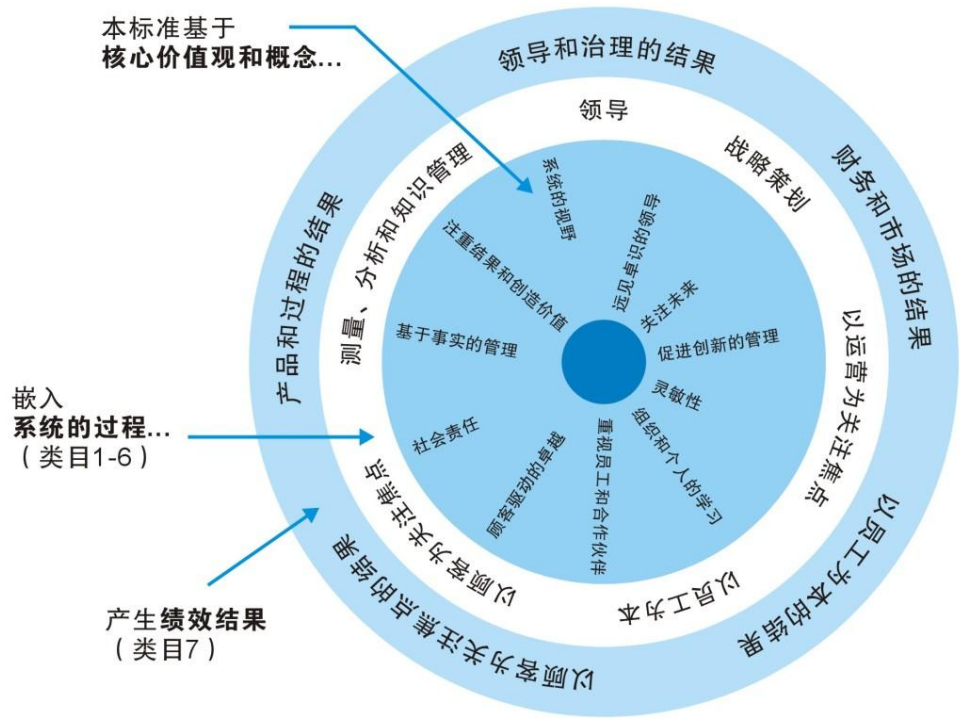 本标准基于
核心价值观和概念...
嵌入
系统的过程...
（类目1-6）
产生绩效结果
（类目7）
领导和治理的结果
财务和市场的结果
以员工为本的结果
以顾客为关注焦点的结果
产品和过程的结果
领导
战略策划
以运营为关注焦点
以员工为本
以顾客为关注焦点
测量、分析和知识管理
系统的视野
远见卓识的领导
关注未来
促进创新的管理
灵敏性
组织和个人的学习
重视员工和合作伙伴
顾客驱动的卓越
社会责任
基于事实的管理
注重结果和创造价值